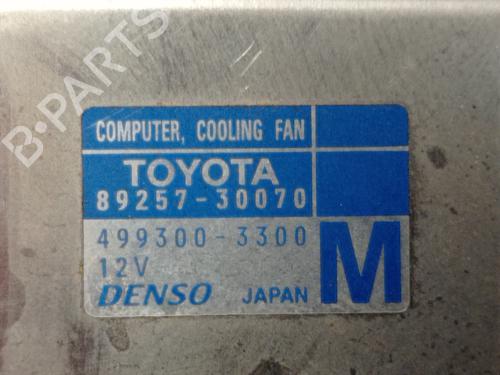 B-PARTS
COMPUTER, COOLING FAN
TOYOTA
89257-30070
499300-3300
12V
DENSO JAPAN
M